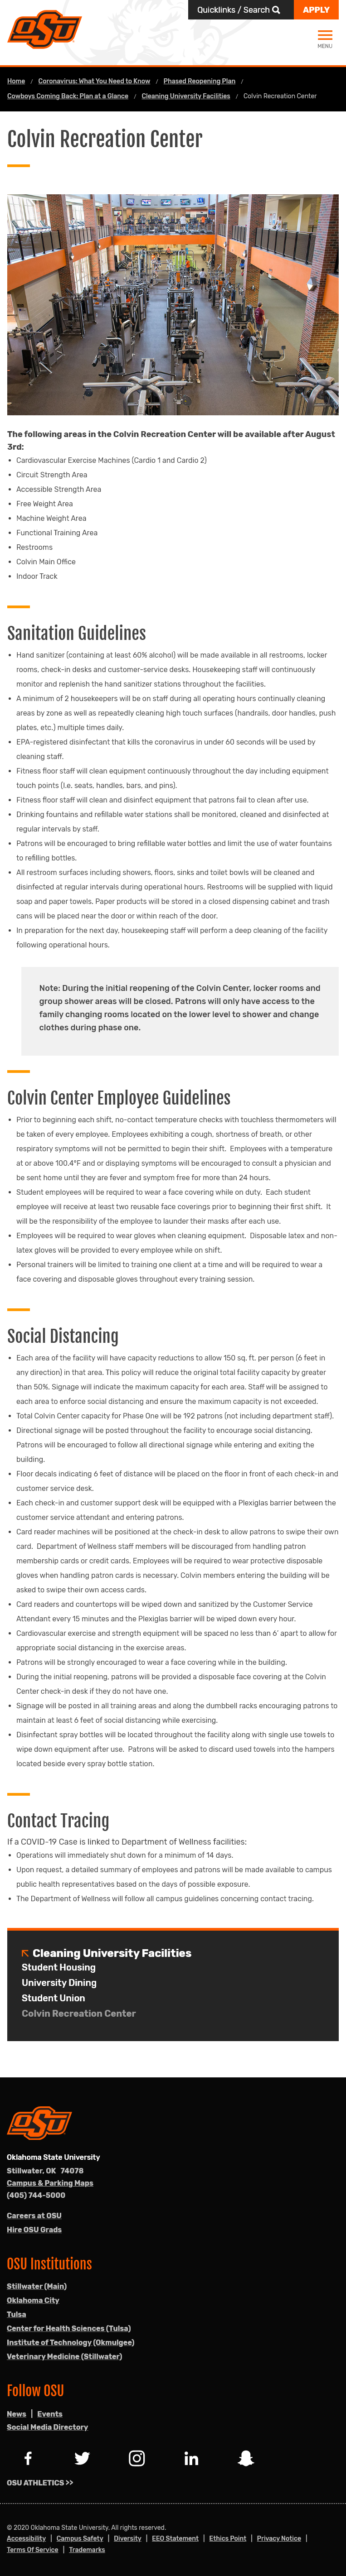 Quicklinks / Search
APPLY
OSU
MENU
Home / Coronavirus: What You Need to Know / Phased Reopening Plan /
Cowboys Coming Back: Plan at a Glance / Cleaning University Facilities / Colvin Recreation Center
Colvin Recreation Center
The following areas in the Colvin Recreation Center will be available after August
3rd:
• Cardiovascular Exercise Machines (Cardio 1 and Cardio 2)
• Circuit Strength Area
• Accessible Strength Area
• Free Weight Area
• Machine Weight Area
• Functional Training Area
• Restrooms
• Colvin Main Office
• Indoor Track
Sanitation Guidelines
• Hand sanitizer (containing at least 60% alcohol) will be made available in all restrooms, locker
rooms, check-in desks and customer-service desks. Housekeeping staff will continuously
monitor and replenish the hand sanitizer stations throughout the facilities.
• A minimum of 2 housekeepers will be on staff during all operating hours continually cleaning
areas by zone as well as repeatedly cleaning high touch surfaces (handrails, door handles, push
plates, etc.) multiple times daily.
• EPA-registered disinfectant that kills the coronavirus in under 60 seconds will be used by
cleaning staff.
• Fitness floor staff will clean equipment continuously throughout the day including equipment
touch points (I.e. seats, handles, bars, and pins).
• Fitness floor staff will clean and disinfect equipment that patrons fail to clean after use.
• Drinking fountains and refillable water stations shall be monitored, cleaned and disinfected at
regular intervals by staff.
• Patrons will be encouraged to bring refillable water bottles and limit the use of water fountains
to refilling bottles.
• All restroom surfaces including showers, floors, sinks and toilet bowls will be cleaned and
disinfected at regular intervals during operational hours. Restrooms will be supplied with liquid
soap and paper towels. Paper products will be stored in a closed dispensing cabinet and trash
cans will be placed near the door or within reach of the door.
• In preparation for the next day, housekeeping staff will perform a deep cleaning of the facility
following operational hours.
Note: During the initial reopening of the Colvin Center, locker rooms and
group shower areas will be closed. Patrons will only have access to the
family changing rooms located on the lower level to shower and change
clothes during phase one.
Colvin Center Employee Guidelines
• Prior to beginning each shift, no-contact temperature checks with touchless thermometers will
be taken of every employee. Employees exhibiting a cough, shortness of breath, or other
respiratory symptoms will not be permitted to begin their shift. Employees with a temperature
at or above 100.4°F and or displaying symptoms will be encouraged to consult a physician and
be sent home until they are fever and symptom free for more than 24 hours.
• Student employees will be required to wear a face covering while on duty. Each student
employee will receive at least two reusable face coverings prior to beginning their first shift. It
will be the responsibility of the employee to launder their masks after each use.
• Employees will be required to wear gloves when cleaning equipment. Disposable latex and non-
latex gloves will be provided to every employee while on shift.
• Personal trainers will be limited to training one client at a time and will be required to wear a
face covering and disposable gloves throughout every training session.
Social Distancing
• Each area of the facility will have capacity reductions to allow 150 sq. ft. per person (6 feet in
any direction) in that area. This policy will reduce the original total facility capacity by greater
than 50%. Signage will indicate the maximum capacity for each area. Staff will be assigned to
each area to enforce social distancing and ensure the maximum capacity is not exceeded.
• Total Colvin Center capacity for Phase One will be 192 patrons (not including department staff).
• Directional signage will be posted throughout the facility to encourage social distancing.
Patrons will be encouraged to follow all directional signage while entering and exiting the
building.
• Floor decals indicating 6 feet of distance will be placed on the floor in front of each check-in and
customer service desk.
• Each check-in and customer support desk will be equipped with a Plexiglas barrier between the
customer service attendant and entering patrons.
• Card reader machines will be positioned at the check-in desk to allow patrons to swipe their own
card. Department of Wellness staff members will be discouraged from handling patron
membership cards or credit cards. Employees will be required to wear protective disposable
gloves when handling patron cards is necessary. Colvin members entering the building will be
asked to swipe their own access cards.
• Card readers and countertops will be wiped down and sanitized by the Customer Service
Attendant every 15 minutes and the Plexiglas barrier will be wiped down every hour.
• Cardiovascular exercise and strength equipment will be spaced no less than 6' apart to allow for
appropriate social distancing in the exercise areas.
• Patrons will be strongly encouraged to wear a face covering while in the building.
• During the initial reopening, patrons will be provided a disposable face covering at the Colvin
Center check-in desk if they do not have one.
• Signage will be posted in all training areas and along the dumbbell racks encouraging patrons to
maintain at least 6 feet of social distancing while exercising.
• Disinfectant spray bottles will be located throughout the facility along with single use towels to
wipe down equipment after use. Patrons will be asked to discard used towels into the hampers
located beside every spray bottle station.
Contact Tracing
If a COVID-19 Case is linked to Department of Wellness facilities:
• Operations will immediately shut down for a minimum of 14 days.
• Upon request, a detailed summary of employees and patrons will be made available to campus
public health representatives based on the days of possible exposure.
• The Department of Wellness will follow all campus guidelines concerning contact tracing.
Cleaning University Facilities
Student Housing
University Dining
Student Union
Colvin Recreation Center
OSU
Oklahoma State University
Stillwater, OK 74078
Campus & Parking Maps
(405) 744-5000
Careers at OSU
Hire OSU Grads
OSU Institutions
Stillwater (Main)
Oklahoma City
Tulsa
Center for Health Sciences (Tulsa)
Institute of Technology (Okmulgee)
Veterinary Medicine (Stillwater)
Follow OSU
News | Events
Social Media Directory
OSU ATHLETICS >>
© 2020 Oklahoma State University. All rights reserved.
Accessibility | Campus Safety | Diversity | EEO Statement | Ethics Point | Privacy Notice |
Terms Of Service | Trademarks